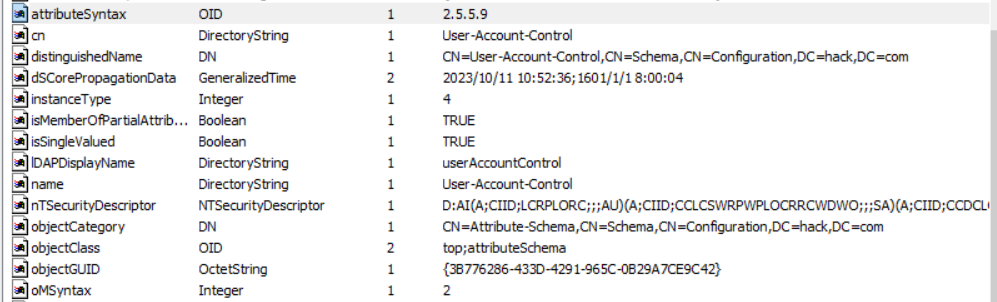 attributeSyntax OID 1 2.5.5.9
cn DirectoryString 1 User-Account-Control
distinguishedName DN 1 CN=User-Account-Control,CN=Schema,CN=Configuration,DC=hack,DC=com
dSCorePropagationData GeneralizedTime 2 2023/10/11 10:52:36;1601/1/1 8:00:04
instanceType Integer 1 4
isMemberOfPartialAttrib... Boolean 1 TRUE
isSingleValued Boolean 1 TRUE
lDAPDisplayName DirectoryString 1 userAccountControl
name DirectoryString 1 User-Account-Control
nTSecurityDescriptor NTSecurityDescriptor 1 D:AI(A;CIID;LCRPLORC;;;AU)(A;CIID;CCLCSWRPWPLOCRRCWDWO;;;SA)(A;CIID;CCDCL
objectCategory DN 1 CN=Attribute-Schema,CN=Schema,CN=Configuration,DC=hack,DC=com
objectClass OID 2 top;attributeSchema
objectGUID OctetString 1 {3B776286-433D-4291-965C-0B29A7CE9C42}
oMSyntax Integer 1 2